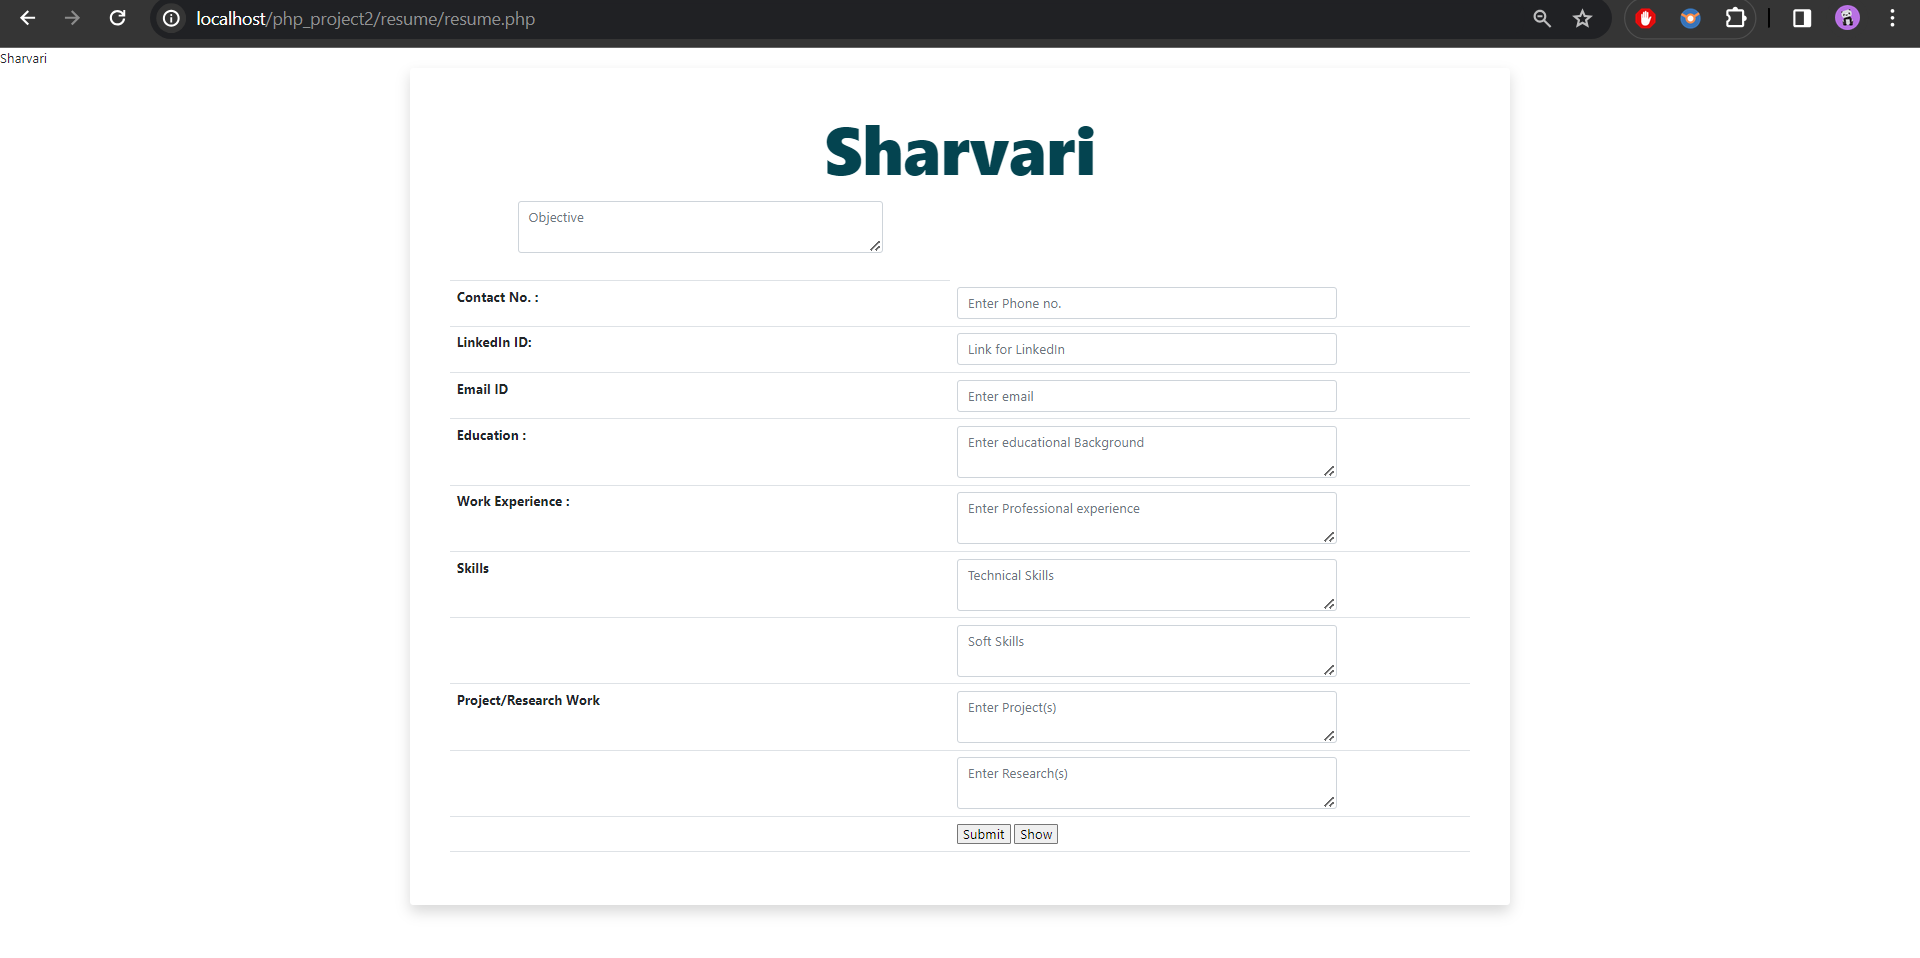 localhost/php_project2/resume/resume.php
Sharvari
Sharvari
Objective
Contact No. :
Enter Phone no.
LinkedIn ID:
Link for LinkedIn
Email ID
Enter email
Education :
Enter educational Background
Work Experience :
Enter Professional experience
Skills
Technical Skills
Soft Skills
Project/Research Work
Enter Project(s)
Enter Research(s)
Submit Show